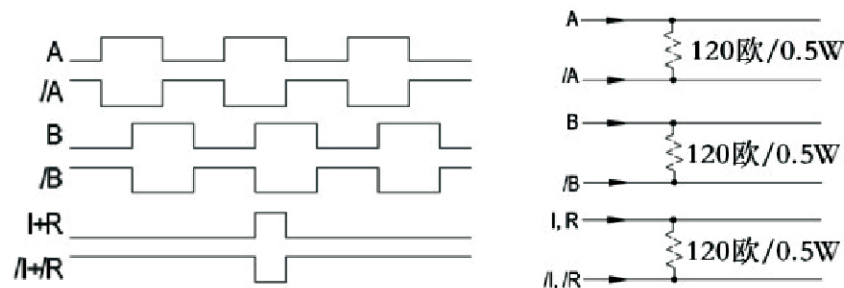 A
/A
B
/B
I+R
/I+/R
A
120欧/0.5W
/A
B
120欧/0.5W
/B
I, R
120欧/0.5W
/I, /R